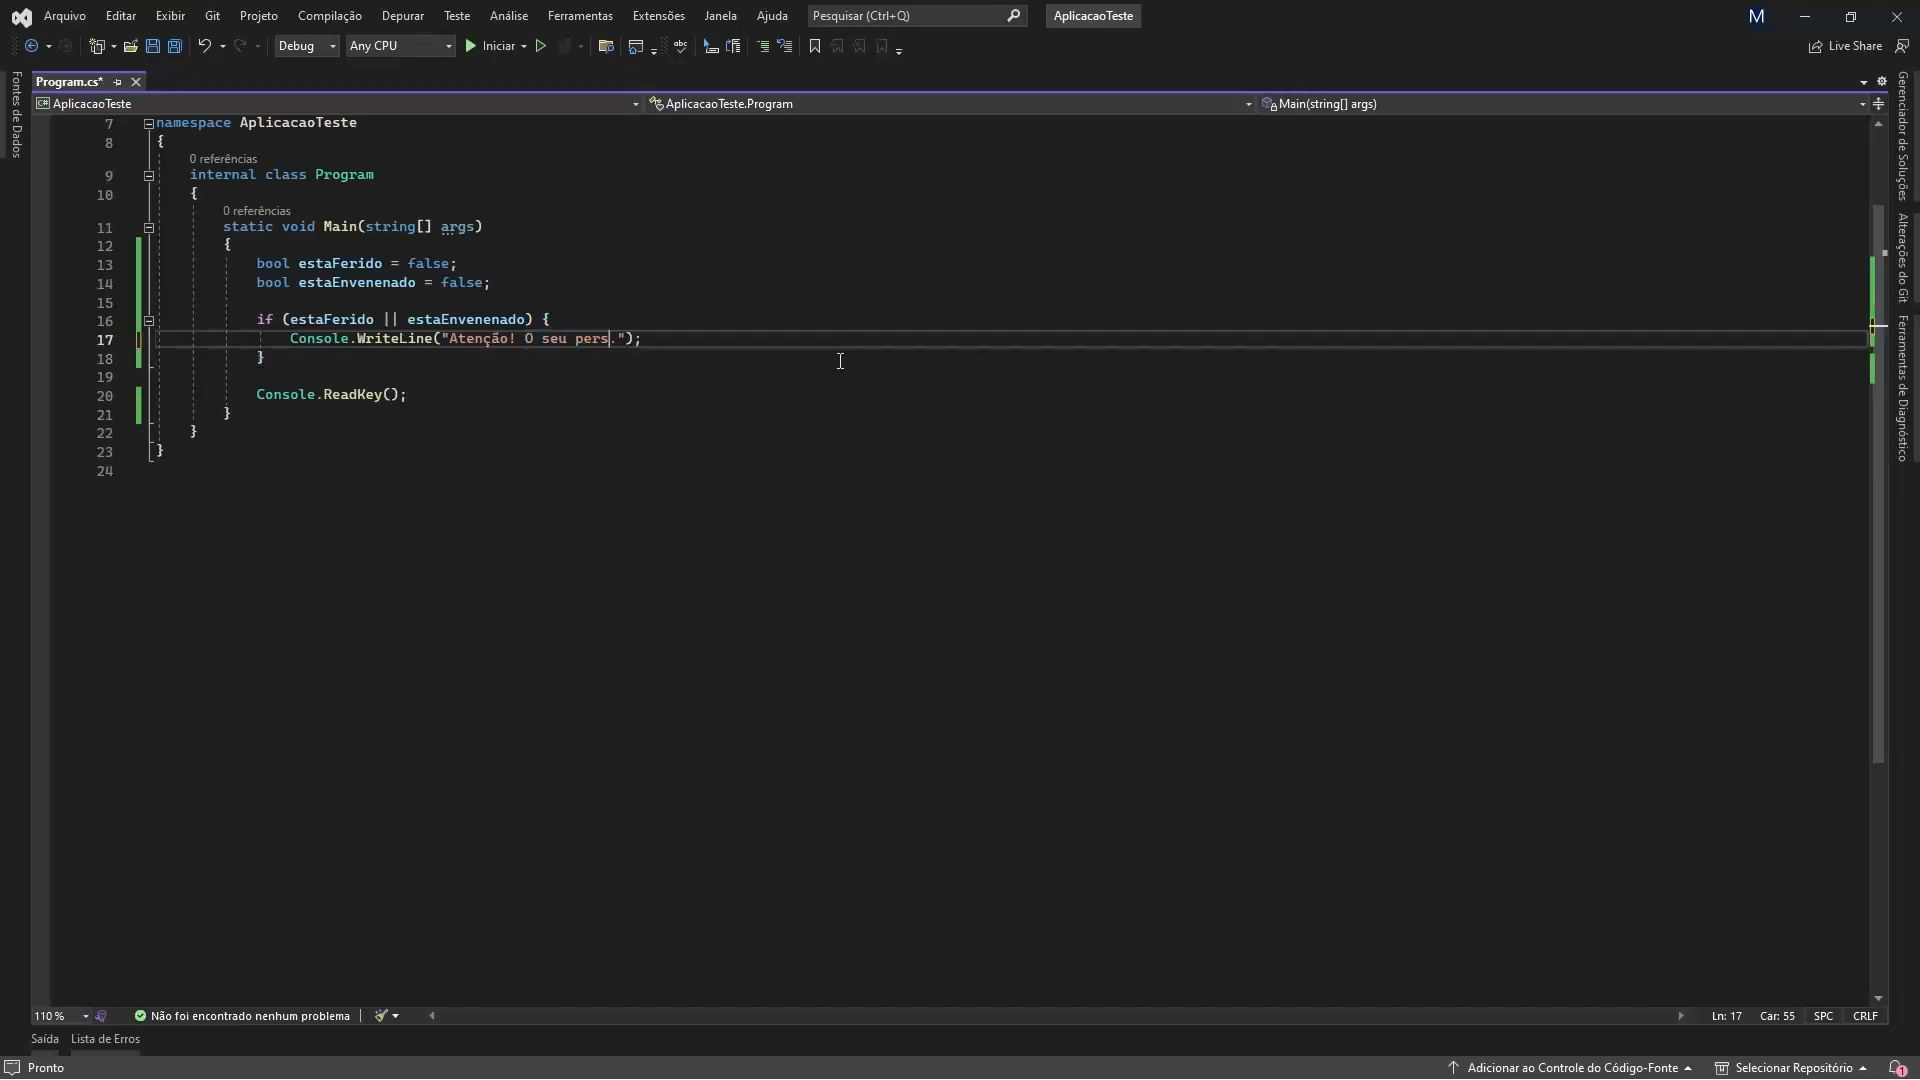 Arquivo Editar Exibir Git Projeto Compilação Depurar Teste Análise Ferramentas Extensões Janela Ajuda Pesquisar (Ctrl+Q) AplicacaoTeste M
Debug Any CPU Iniciar abc Live Share
Program.cs*
AplicacaoTeste AplicacaoTeste.Program Main(string[] args)
Fontes de Dados
Gerenciador de Soluções
Alterações do Git
Ferramentas de Diagnóstico
7 namespace AplicacaoTeste
8 {
0 referências
9 internal class Program
10 {
0 referências
11 static void Main(string[] args)
12 {
13 bool estaFerido = false;
14 bool estaEnvenenado = false;
15
16 if (estaFerido || estaEnvenenado) {
17 Console.WriteLine("Atenção! O seu pers.");
18 }
19
20 Console.ReadKey();
21 }
22 }
23 }
24
110 % Não foi encontrado nenhum problema Ln: 17 Car: 55 SPC CRLF
Saída Lista de Erros
Pronto Adicionar ao Controle do Código-Fonte Selecionar Repositório 1